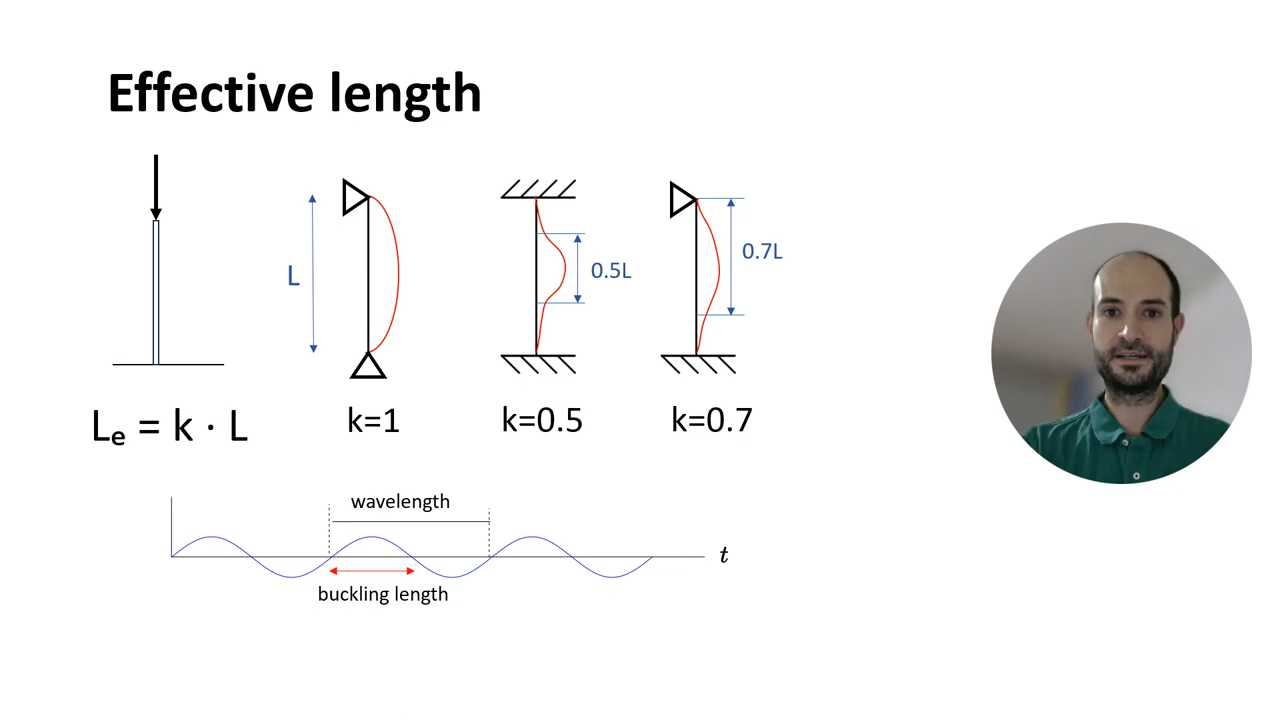 Effective length
L
0.5L
0.7L
Lₑ = k · L
k=1
k=0.5
k=0.7
wavelength
t
buckling length